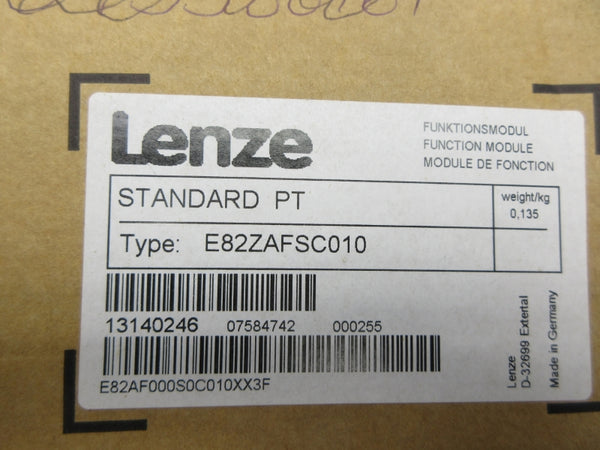 Lenze
FUNKTIONSMODUL
FUNCTION MODULE
MODULE DE FONCTION
STANDARD PT
weight/kg
0,135
Type: E82ZAFSC010
13140246 07584742 000255
E82AF000S0C010XX3F
Lenze
D-32699 Extertal
Made in Germany